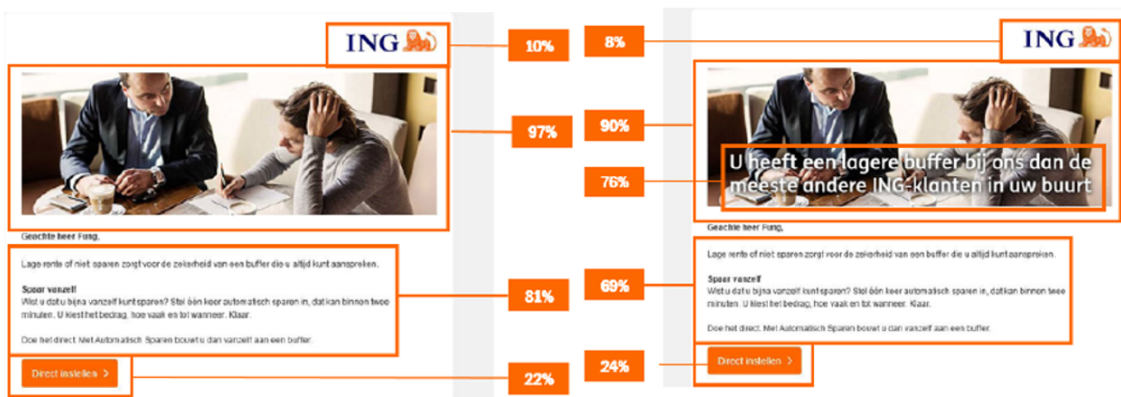 ING
10%
97%
Geachte heer Fung,
Lage rente of niet sparen zorgt voor de zekerheid van een buffer die u altijd kunt aanspreken.
Spaar vanzelf
Wist u dat u bijna vanzelf kunt sparen? Stel één keer automatisch sparen in, dat kan binnen twee
minuten. U kiest het bedrag, hoe vaak en tot wanneer. Klaar.
Doe het direct. Met Automatisch Sparen bouwt u dan vanzelf aan een buffer.
81%
Direct instellen >
22%
8%
ING
90%
76%
U heeft een lagere buffer bij ons dan de
meeste andere ING-klanten in uw buurt
Geachte heer Fung,
Lage rente of niet sparen zorgt voor de zekerheid van een buffer die u altijd kunt aanspreken.
69%
Spaar vanzelf
Wist u dat u bijna vanzelf kunt sparen? Stel één keer automatisch sparen in, dat kan binnen twee
minuten. U kiest het bedrag, hoe vaak en tot wanneer. Klaar.
Doe het direct. Met Automatisch Sparen bouwt u dan vanzelf aan een buffer.
24%
Direct instellen >